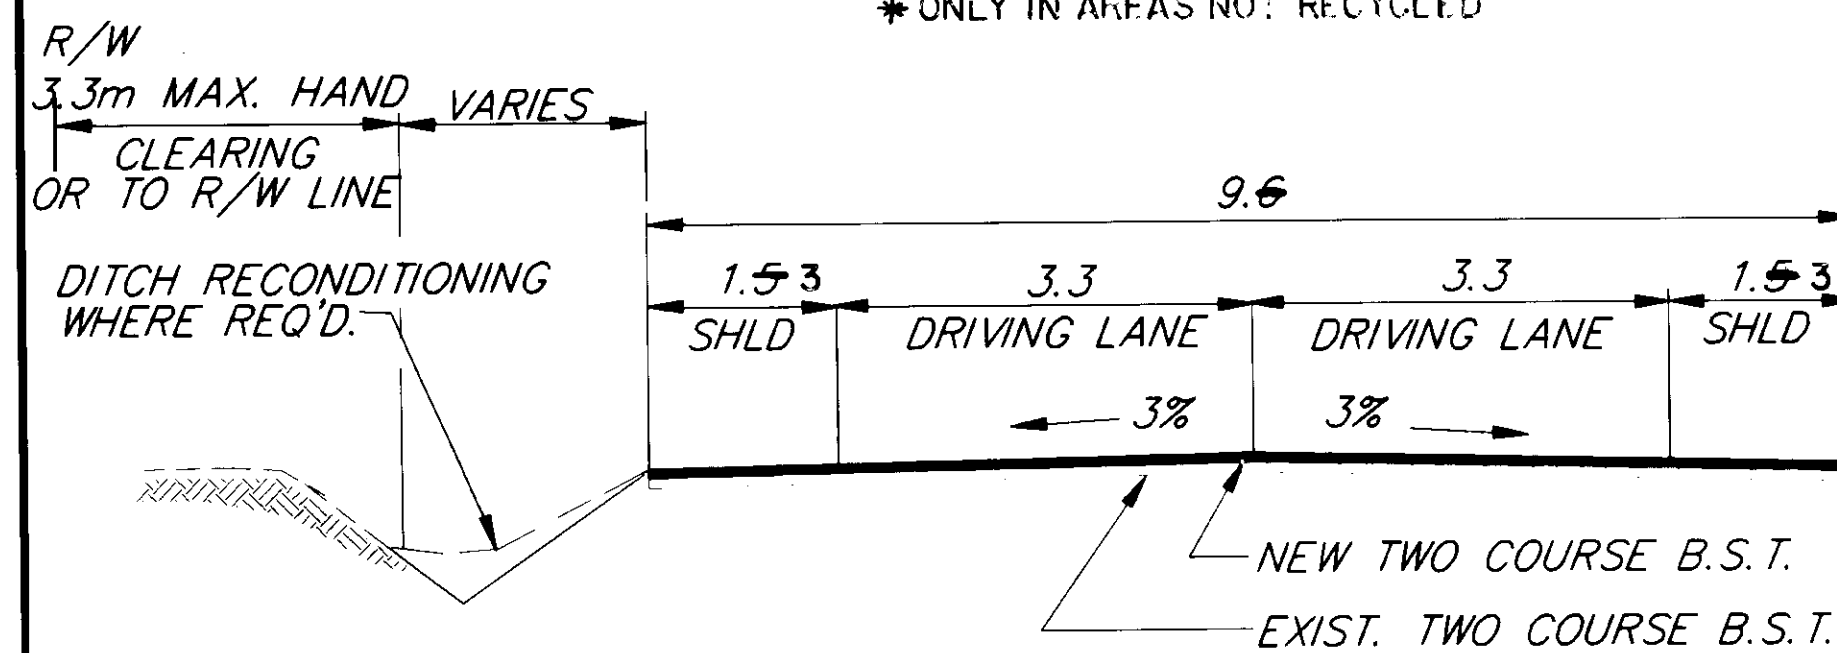 * ONLY IN AREAS NOT RECYCLED
R/W
3.3m MAX. HAND
CLEARING
OR TO R/W LINE
VARIES
9.6
DITCH RECONDITIONING
WHERE REQ'D.
1.5 3
SHLD
3.3
DRIVING LANE
3.3
DRIVING LANE
1.5 3
SHLD
3%
3%
NEW TWO COURSE B.S.T.
EXIST. TWO COURSE B.S.T.